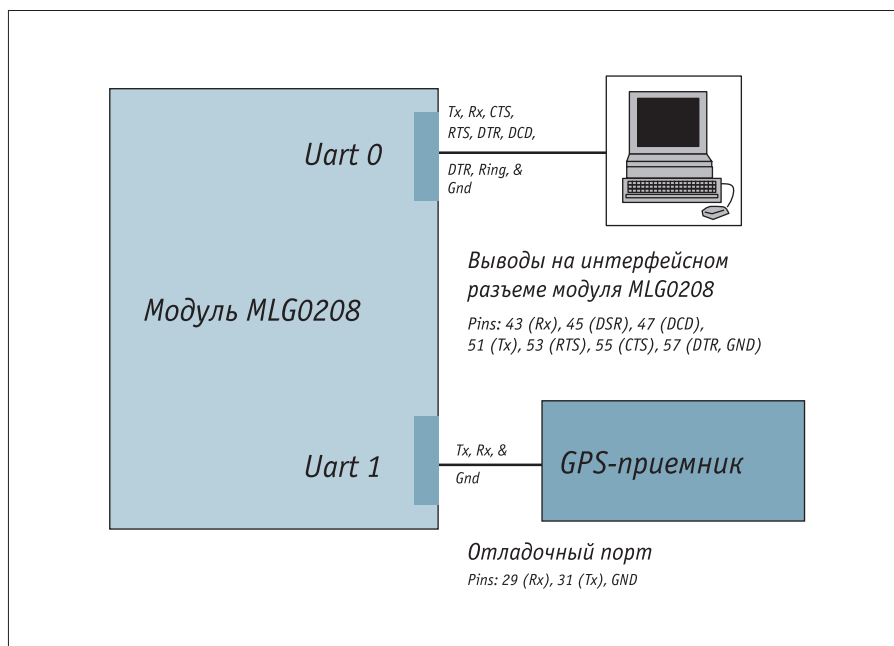 Uart 0
Tx, Rx, CTS,
RTS, DTR, DCD,
DTR, Ring, &
Gnd
Выводы на интерфейсном
разъеме модуля MLG0208
Pins: 43 (Rx), 45 (DSR), 47 (DCD),
51 (Tx), 53 (RTS), 55 (CTS), 57 (DTR, GND)
Модуль MLG0208
Uart 1
Tx, Rx, &
Gnd
GPS-приемник
Отладочный порт
Pins: 29 (Rx), 31 (Tx), GND